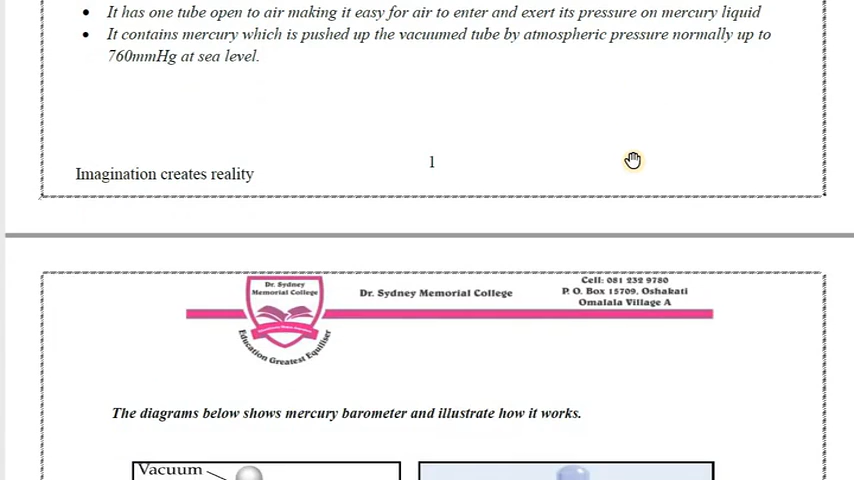 • It has one tube open to air making it easy for air to enter and exert its pressure on mercury liquid
• It contains mercury which is pushed up the vacuumed tube by atmospheric pressure normally up to
760mmHg at sea level.
1
Imagination creates reality
Dr. Sydney
Memorial College
Education Greatest Equiliser
Dr. Sydney Memorial College
Cell: 081 232 9780
P. O. Box 15709, Oshakati
Omalala Village A
The diagrams below shows mercury barometer and illustrate how it works.
Vacuum